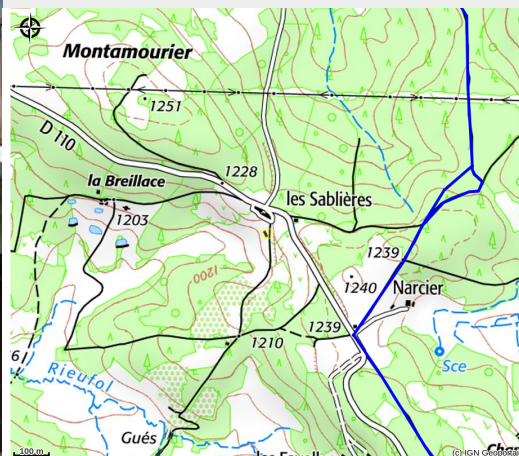 Montamourier
1251
D 110
1228
la Breillace
les Sablières
1203
1239
1200
1240
Narcier
1239
1210
6
Sce
Rieufol
Gués
100 m
(c) IGN Geoportail